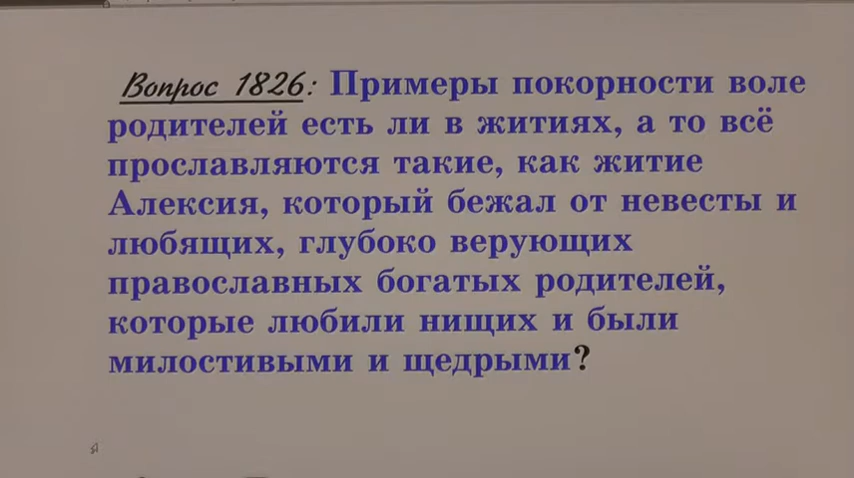 Вопрос 1826: Примеры покорности воле
родителей есть ли в житиях, а то всё
прославляются такие, как житие
Алексия, который бежал от невесты и
любящих, глубоко верующих
православных богатых родителей,
которые любили нищих и были
милостивыми и щедрыми?